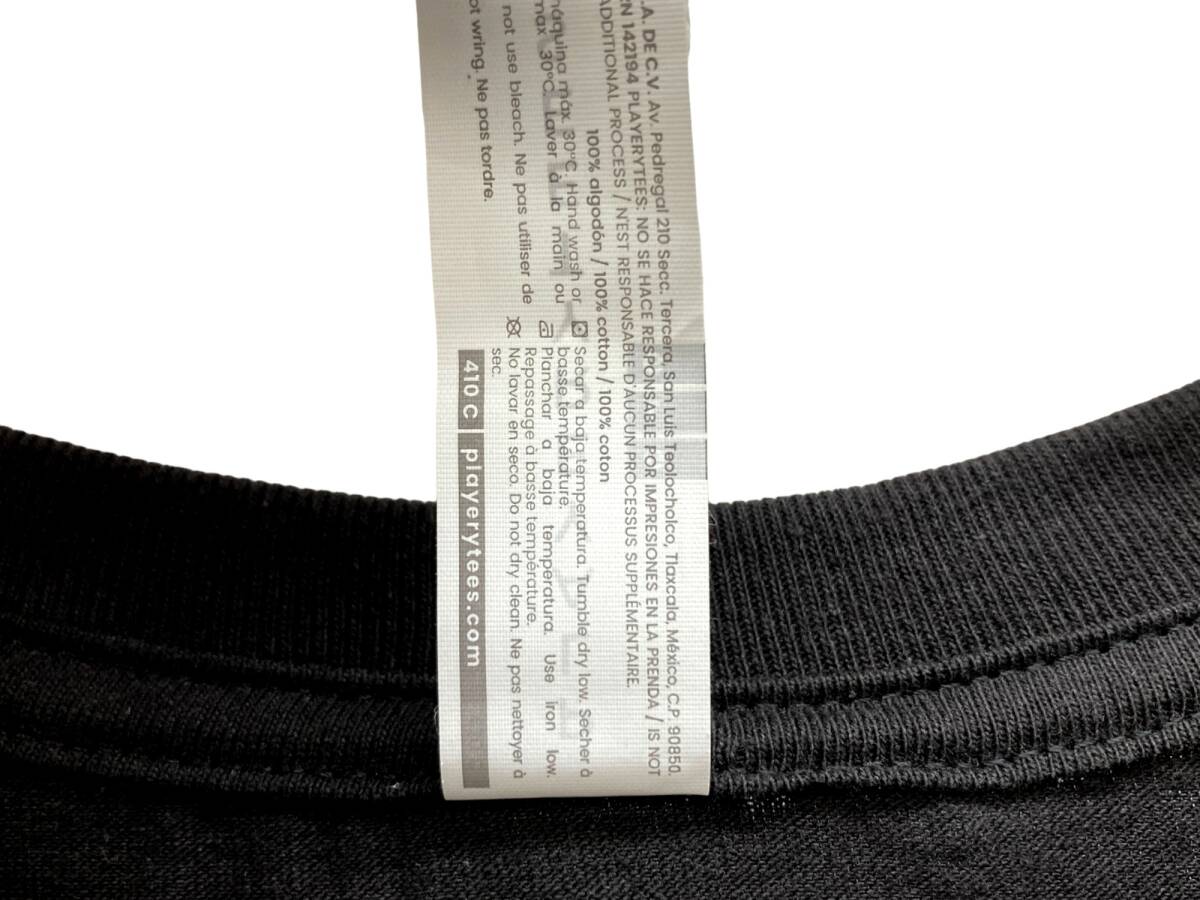 .A. DE C.V. Av. Pedregal 210 Secc. Tercera, San Luis Teolocholco, Tlaxcala, México, C.P. 90850.
RN 142194 PLAYERYTEES: NO SE HACE RESPONSABLE POR IMPRESIONES EN LA PRENDA / IS NOT
ADDITIONAL PROCESS / N'EST RESPONSABLE D'AUCUN PROCESSUS SUPPLÉMENTAIRE.
100% algodón / 100% cotton / 100% coton
máquina máx. 30°C. Hand wash or
max 30°C. Laver à la main ou
not use bleach. Ne pas utiliser de
ot wring. Ne pas tordre.
Secar a baja temperatura. Tumble dry low. Secher à
basse température.
Planchar a baja temperatura. Use iron low.
Repassage à basse température.
No lavar en seco. Do not dry clean. Ne pas nettoyer à
sec.
410 C playerytees.com